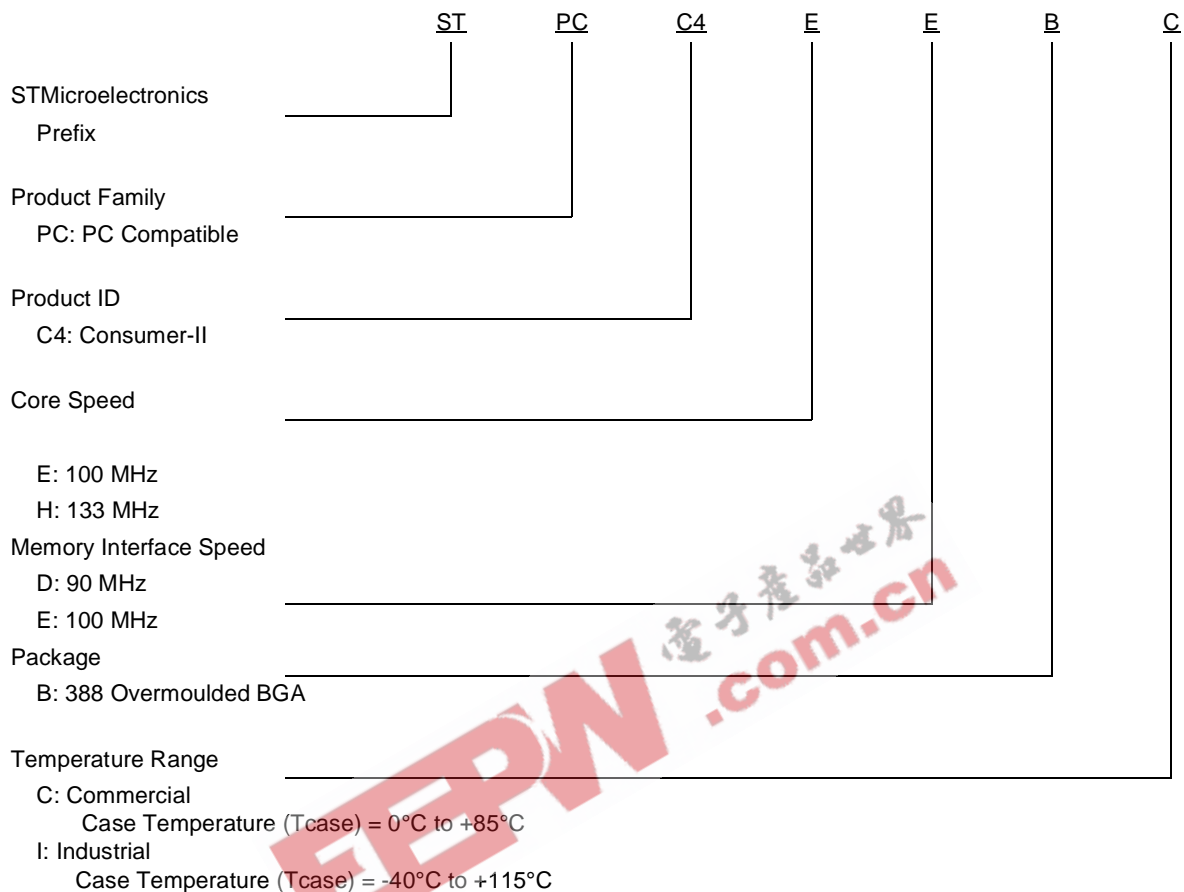 ST PC C4 E E B C
STMicroelectronics
Prefix
Product Family
PC: PC Compatible
Product ID
C4: Consumer-II
Core Speed
E: 100 MHz
H: 133 MHz
Memory Interface Speed
D: 90 MHz
E: 100 MHz
Package
B: 388 Overmoulded BGA
Temperature Range
C: Commercial
Case Temperature (Tcase) = 0°C to +85°C
I: Industrial
Case Temperature (Tcase) = -40°C to +115°C
EEPW 電子產品世界
.com.cn